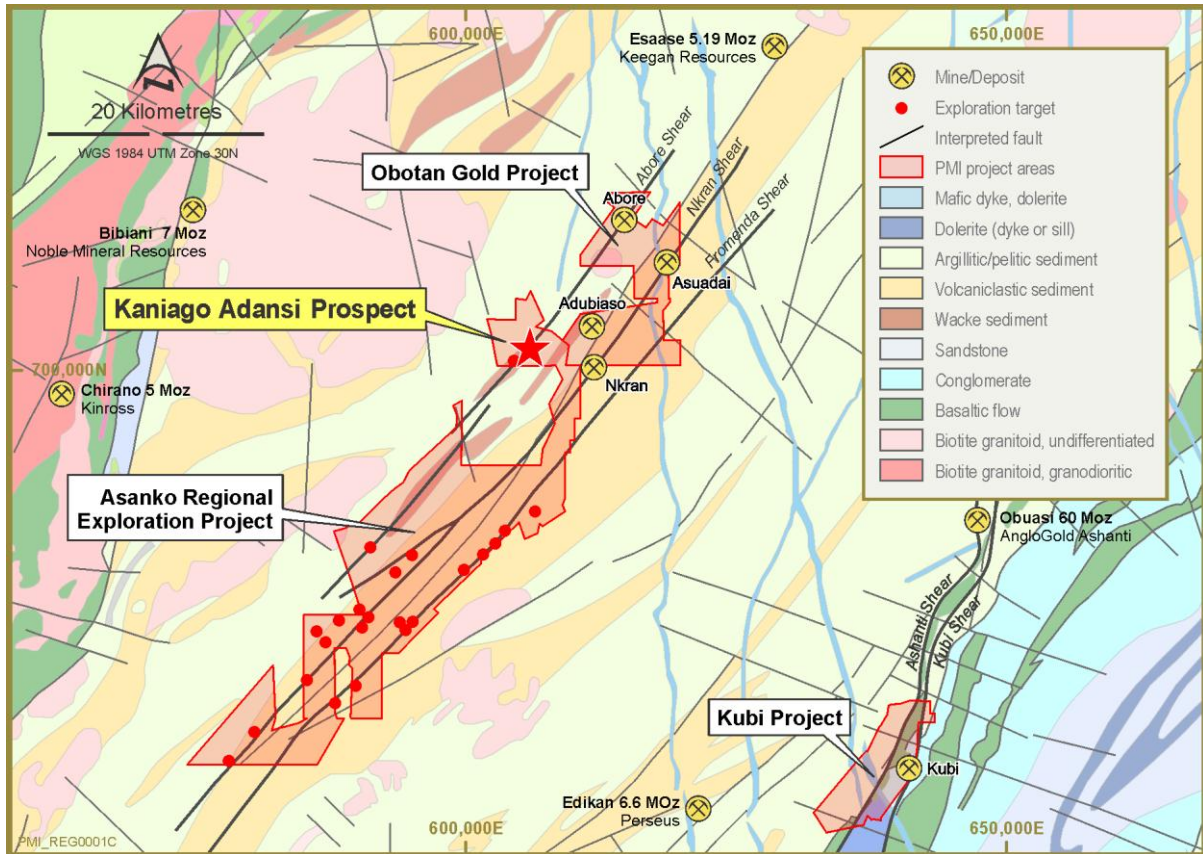 600,000E
650,000E
Esaase 5.19 Moz
Keegan Resources
20 Kilometres
WGS 1984 UTM Zone 30N
Mine/Deposit
Exploration target
Interpreted fault
PMI project areas
Mafic dyke, dolerite
Dolerite (dyke or sill)
Argillitic/pelitic sediment
Volcaniclastic sediment
Wacke sediment
Sandstone
Conglomerate
Basaltic flow
Biotite granitoid, undifferentiated
Biotite granitoid, granodioritic
Obotan Gold Project
Abore Shear
Nkran Shear
Fromenda Shear
Abore
Bibiani 7 Moz
Noble Mineral Resources
Asuadai
Kaniago Adansi Prospect
Adubiaso
700,000N
Nkran
Chirano 5 Moz
Kinross
Asanko Regional
Exploration Project
Obuasi 60 Moz
AngloGold Ashanti
Ashanti Shear
Kubi Shear
Kubi Project
Kubi
Edikan 6.6 MOz
Perseus
PMI_REG0001C
600,000E
650,000E